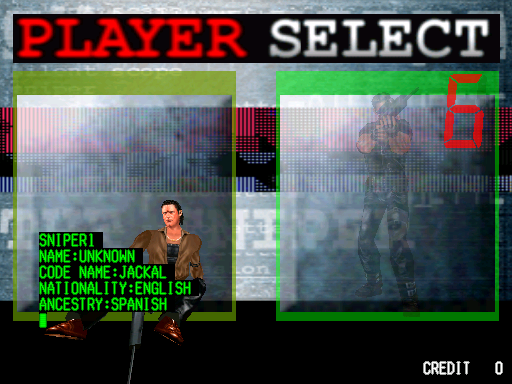 PLAYER SELECT
6
SNIPER1
NAME:UNKNOWN
CODE NAME:JACKAL
NATIONALITY:ENGLISH
ANCESTRY:SPANISH
CREDIT 0